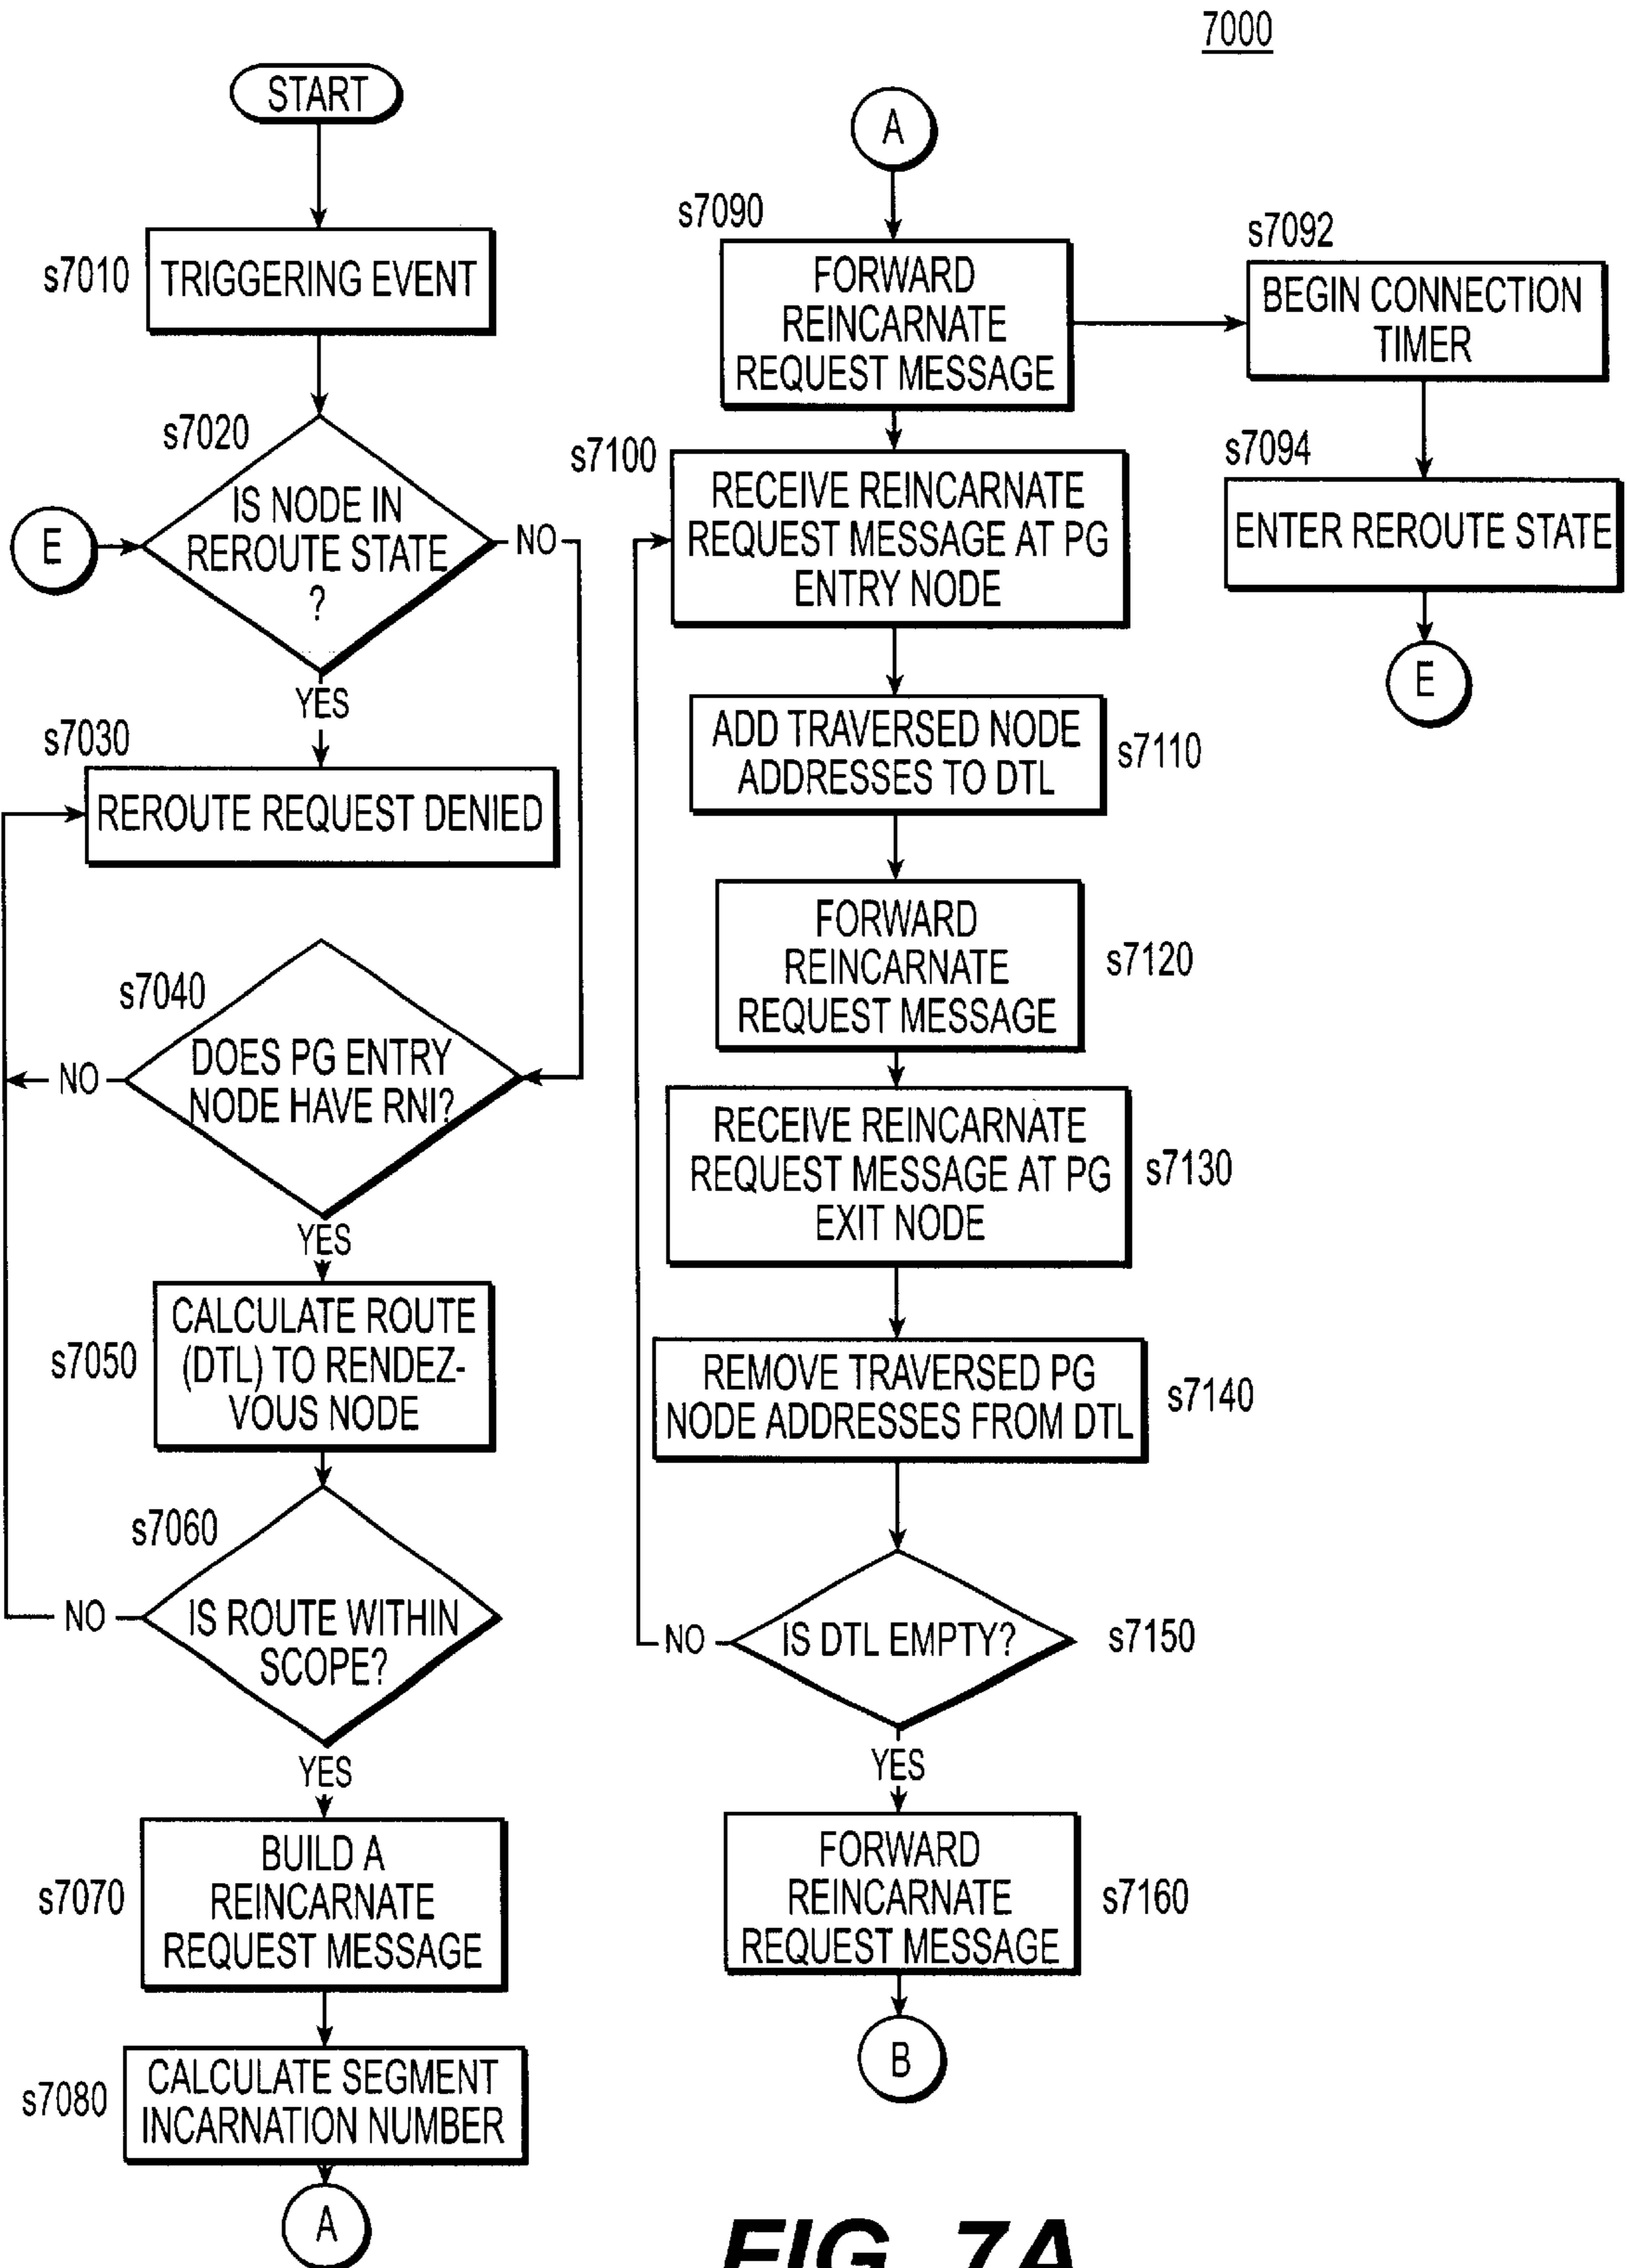 7000
START
s7010
TRIGGERING EVENT
s7020
IS NODE IN
REROUTE STATE
?
E
NO
YES
s7030
REROUTE REQUEST DENIED
s7040
DOES PG ENTRY
NODE HAVE RNI?
NO
YES
s7050
CALCULATE ROUTE
(DTL) TO RENDEZ-
VOUS NODE
s7060
IS ROUTE WITHIN
SCOPE?
NO
YES
s7070
BUILD A
REINCARNATE
REQUEST MESSAGE
s7080
CALCULATE SEGMENT
INCARNATION NUMBER
A
A
s7090
FORWARD
REINCARNATE
REQUEST MESSAGE
s7092
BEGIN CONNECTION
TIMER
s7094
ENTER REROUTE STATE
E
s7100
RECEIVE REINCARNATE
REQUEST MESSAGE AT PG
ENTRY NODE
ADD TRAVERSED NODE
ADDRESSES TO DTL
s7110
FORWARD
REINCARNATE
REQUEST MESSAGE
s7120
RECEIVE REINCARNATE
REQUEST MESSAGE AT PG
EXIT NODE
s7130
REMOVE TRAVERSED PG
NODE ADDRESSES FROM DTL
s7140
IS DTL EMPTY?
s7150
NO
YES
FORWARD
REINCARNATE
REQUEST MESSAGE
s7160
B
FIG. 7A